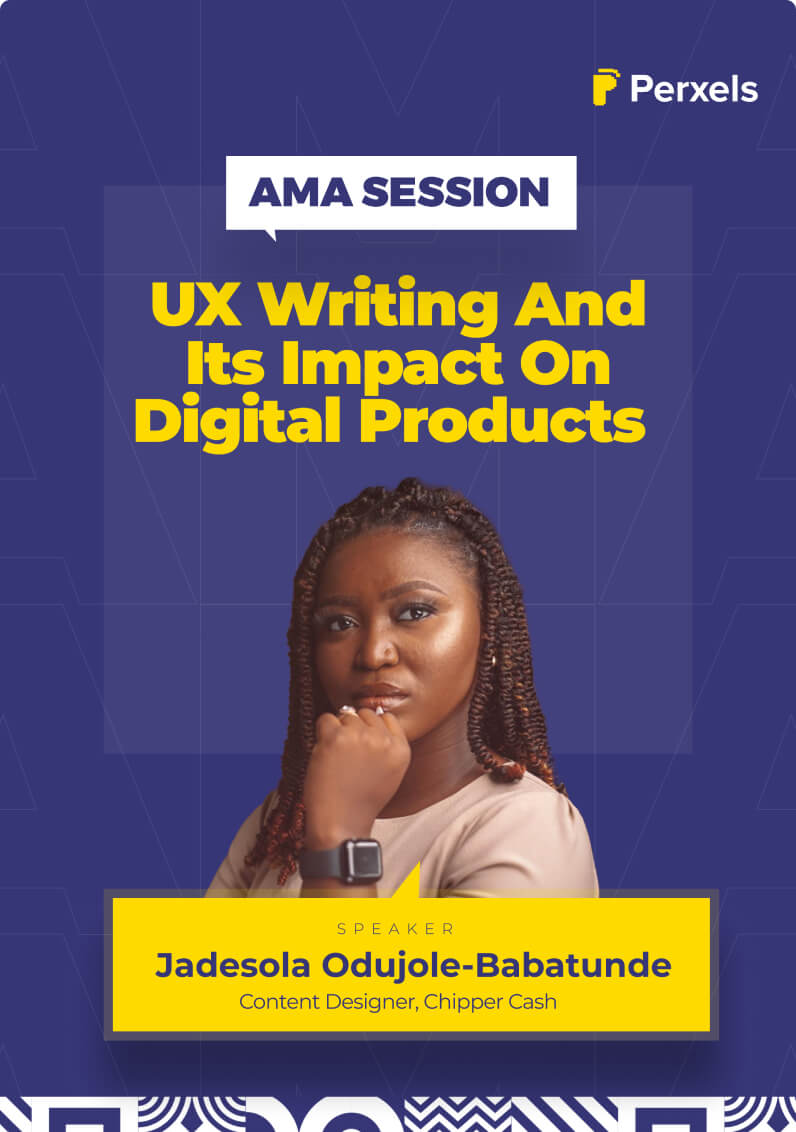 Perxels
AMA SESSION
UX Writing And
Its Impact On
Digital Products
SPEAKER
Jadesola Odujole-Babatunde
Content Designer, Chipper Cash